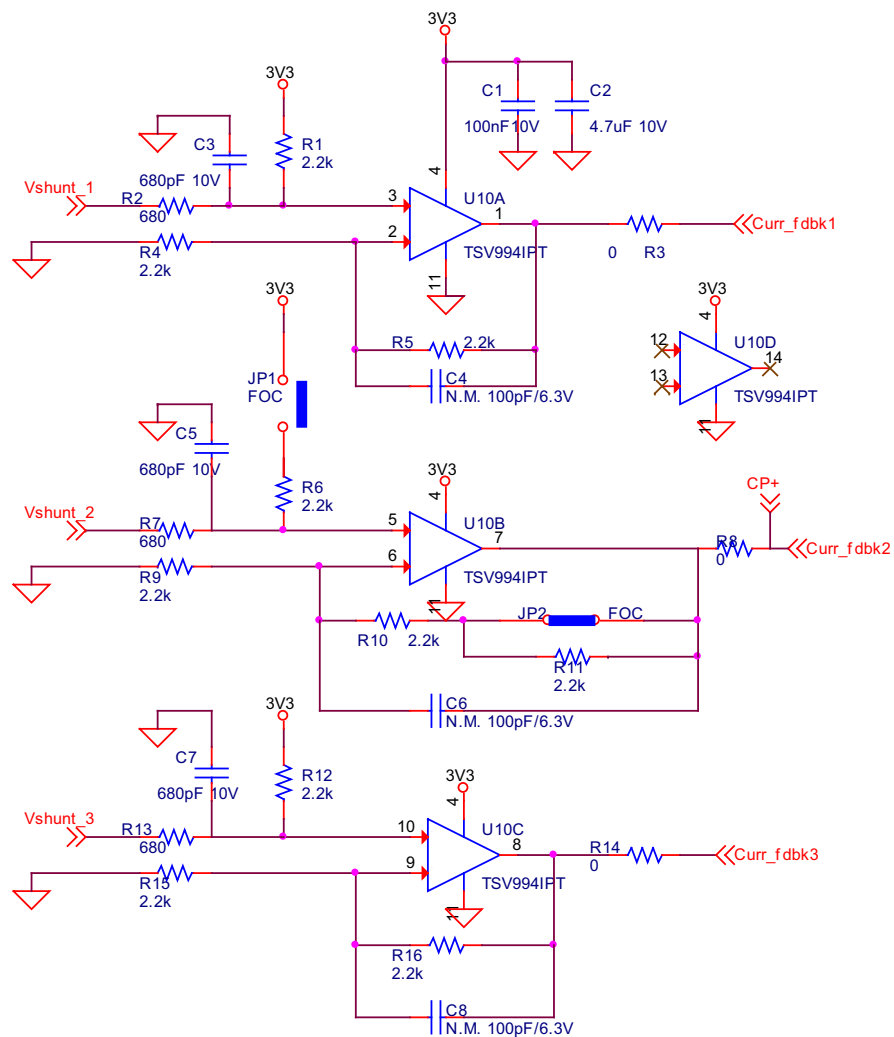 3V3
3V3
C1
100nF 10V
C2
4.7uF 10V
C3
680pF 10V
R1
2.2k
Vshunt_1
R2
680
3
4
U10A
1
2
TSV994IPT
11
R4
2.2k
0
R3
Curr_fdbk1
3V3
R5
2.2k
C4
N.M. 100pF/6.3V
3V3
4
12
U10D
14
13
TSV994IPT
11
JP1
FOC
C5
680pF 10V
R6
2.2k
3V3
4
CP+
Vshunt_2
R7
680
5
U10B
7
6
TSV994IPT
11
R9
2.2k
R8
0
Curr_fdbk2
R10
2.2k
JP2
FOC
R11
2.2k
C6
N.M. 100pF/6.3V
3V3
C7
680pF 10V
R12
2.2k
3V3
4
Vshunt_3
R13
680
10
U10C
8
9
TSV994IPT
11
R15
2.2k
R14
0
Curr_fdbk3
R16
2.2k
C8
N.M. 100pF/6.3V